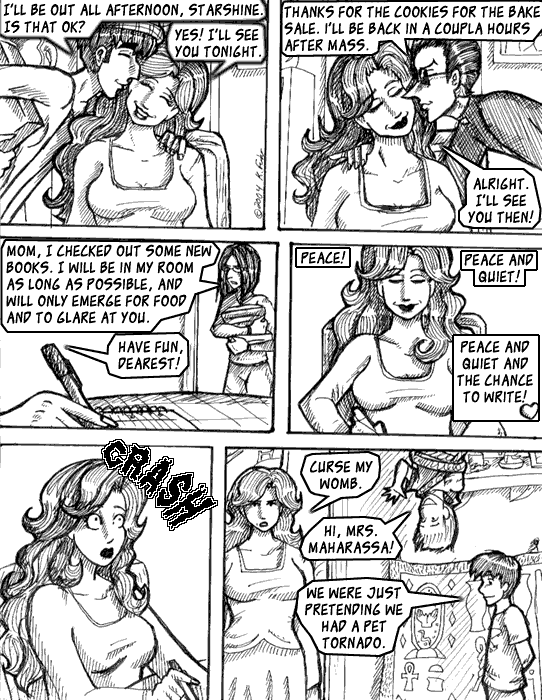 I'LL BE OUT ALL AFTERNOON, STARSHINE.
IS THAT OK?
YES! I'LL SEE
YOU TONIGHT.
©2004 K.
THANKS FOR THE COOKIES FOR THE BAKE
SALE. I'LL BE BACK IN A COUPLA HOURS
AFTER MASS.
ALRIGHT.
I'LL SEE
YOU THEN!
MOM, I CHECKED OUT SOME NEW
BOOKS. I WILL BE IN MY ROOM
AS LONG AS POSSIBLE, AND
WILL ONLY EMERGE FOR FOOD
AND TO GLARE AT YOU.
HAVE FUN,
DEAREST!
PEACE!
PEACE AND
QUIET!
PEACE AND
QUIET AND
THE CHANCE
TO WRITE!
CRASH
CURSE MY
WOMB.
HI, MRS.
MAHARASSA!
WE WERE JUST
PRETENDING WE
HAD A PET
TORNADO.